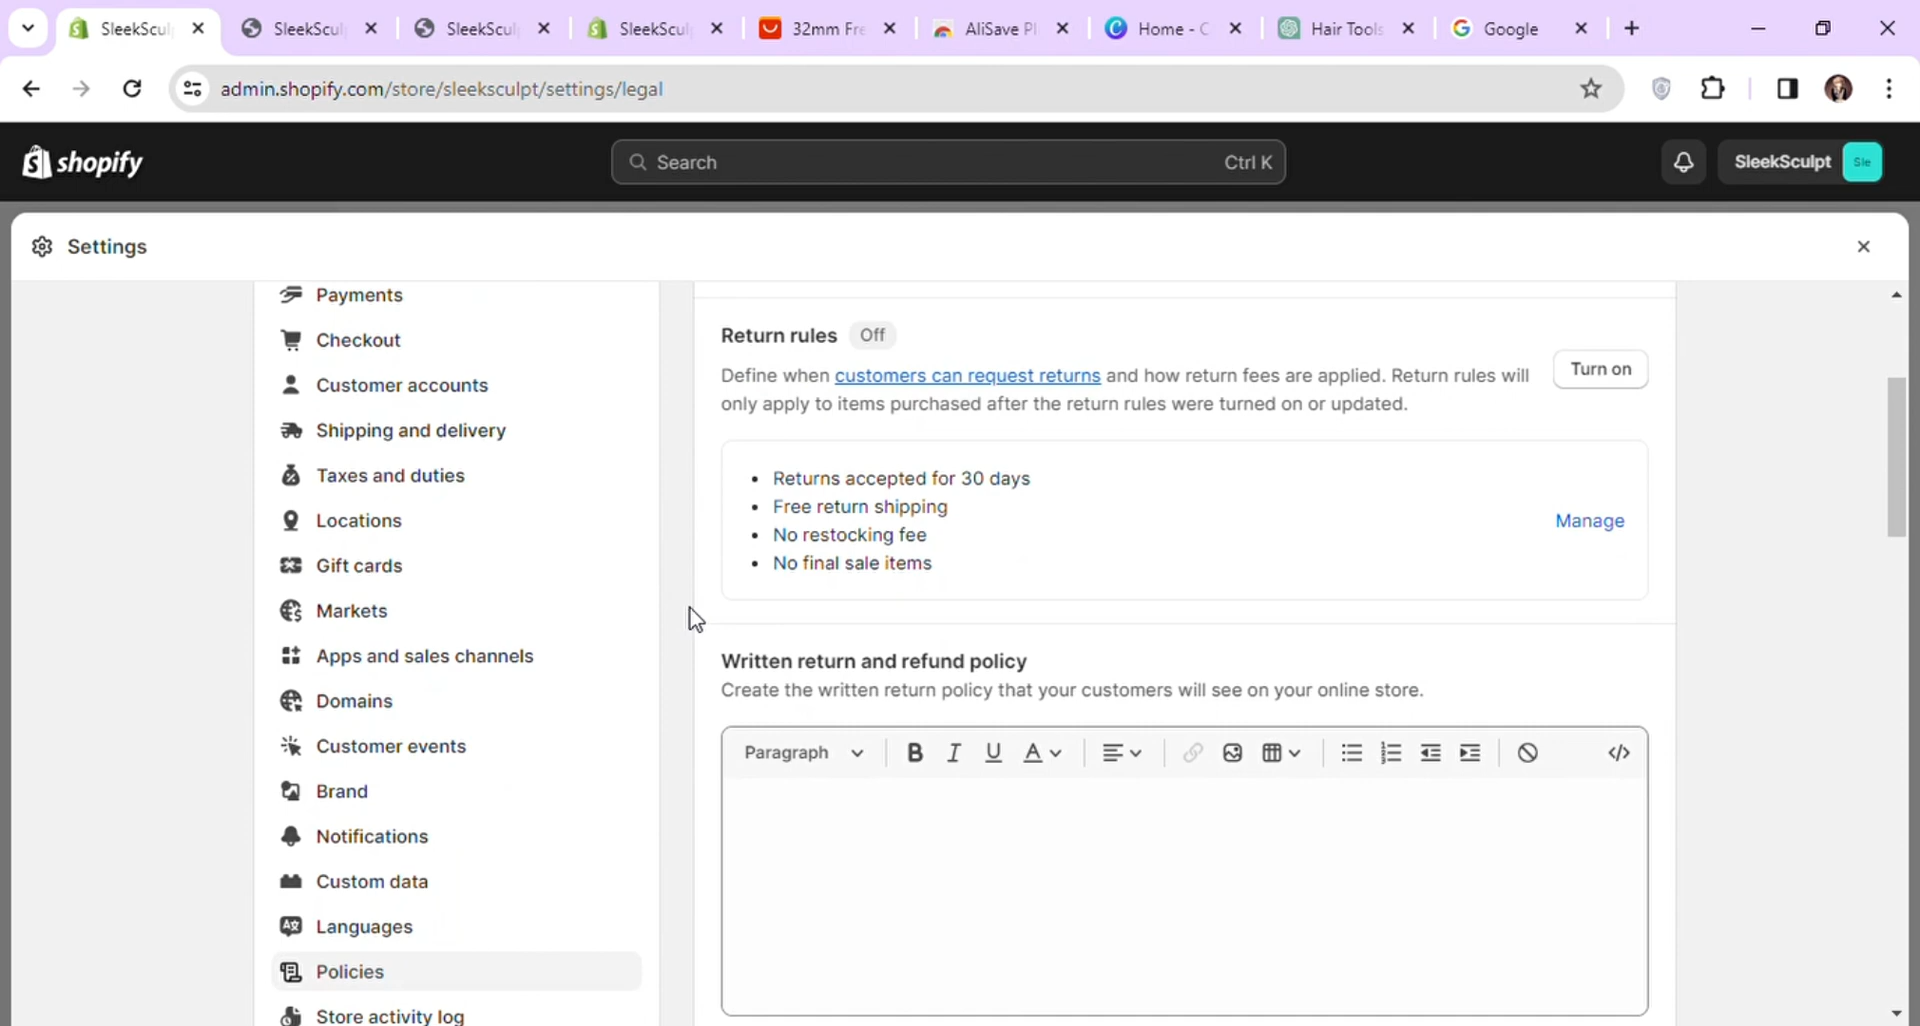 SleekScul
SleekScul
SleekScul
SleekScul
32mm Fre
AliSave Pl
Home - C
Hair Tools
Google
admin.shopify.com/store/sleeksculpt/settings/legal
shopify
Search
Ctrl K
SleekSculpt
Sle
Settings
Payments
Checkout
Customer accounts
Shipping and delivery
Taxes and duties
Locations
Gift cards
Markets
Apps and sales channels
Domains
Customer events
Brand
Notifications
Custom data
Languages
Policies
Store activity log
Return rules Off
Define when customers can request returns and how return fees are applied. Return rules will
only apply to items purchased after the return rules were turned on or updated.
Turn on
• Returns accepted for 30 days
• Free return shipping
• No restocking fee
• No final sale items
Manage
Written return and refund policy
Create the written return policy that your customers will see on your online store.
Paragraph B I U A </>